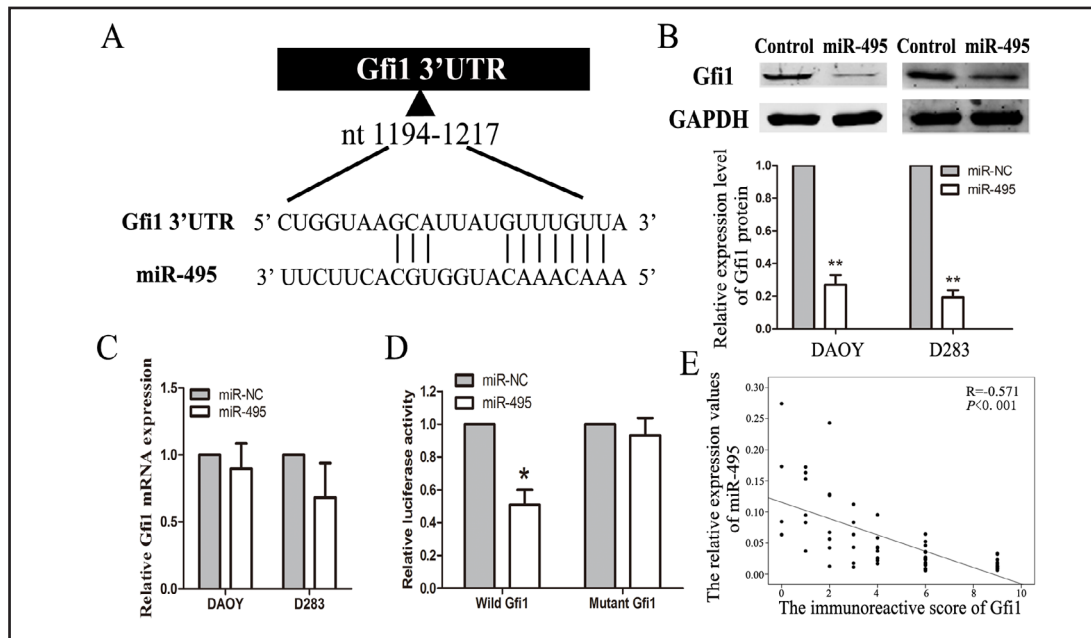 A
Gfi1 3'UTR
nt 1194-1217
Gfi1 3'UTR 5' CUGGUAAGCAUUAUGUUUGUUA 3'
miR-495 3' UUCUUCACGUGGUACAAACAAA 5'
B
Control miR-495 Control miR-495
Gfi1
GAPDH
Relative expression level
of Gfi1 protein
1.0
0.8
0.6
0.4
0.2
0.0
miR-NC
miR-495
**
**
DAOY D283
C
Relative Gfi1 mRNA expression
1.5
1.0
0.5
0.0
miR-NC
miR-495
DAOY D283
D
Relative luciferase activity
1.2
1.0
0.8
0.6
0.4
0.2
0.0
miR-NC
miR-495
*
Wild Gfi1 Mutant Gfi1
E
The relative expression values
of miR-495
0.30
0.25
0.20
0.15
0.10
0.05
0.00
R=-0.571
P<0.001
0 2 4 6 8 10
The immunoreactive score of Gfi1